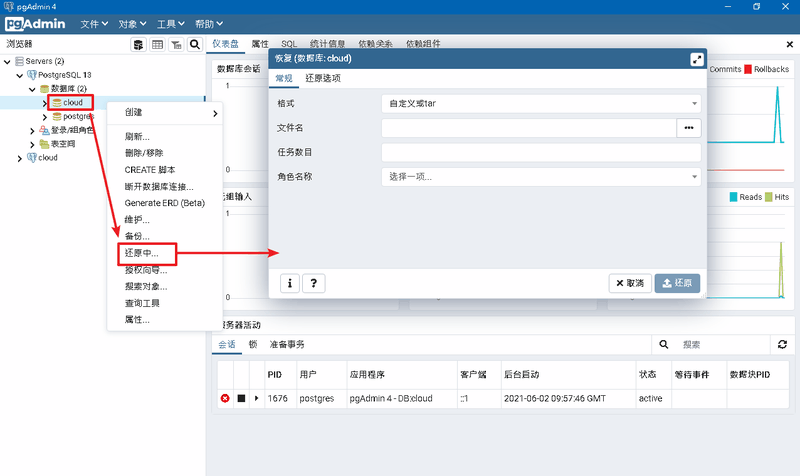 pgAdmin 4
pgAdmin 文件 对象 工具 帮助
浏览器
仪表盘 属性 SQL 统计信息 依赖关系 依赖组件
Servers (2)
PostgreSQL 13
数据库 (2)
cloud
postgres
登录/组角色
表空间
cloud
创建
刷新...
删除/移除
CREATE 脚本
断开数据库连接...
Generate ERD (Beta)
维护...
备份...
还原中...
授权向导...
搜索对象...
查询工具
属性...
数据库会话
Commits Rollbacks
1
0
恢复 (数据库: cloud)
常规 还原选项
格式 自定义或tar
文件名
任务数目
角色名称 选择一项...
i ? 取消 还原
元组输入
Reads Hits
1
0
服务器活动
会话 锁 准备事务 搜索
PID 用户 应用程序 客户端 后台启动 状态 等待事件 数据块PID
1676 postgres pgAdmin 4 - DB:cloud ::1 2021-06-02 09:57:46 GMT active